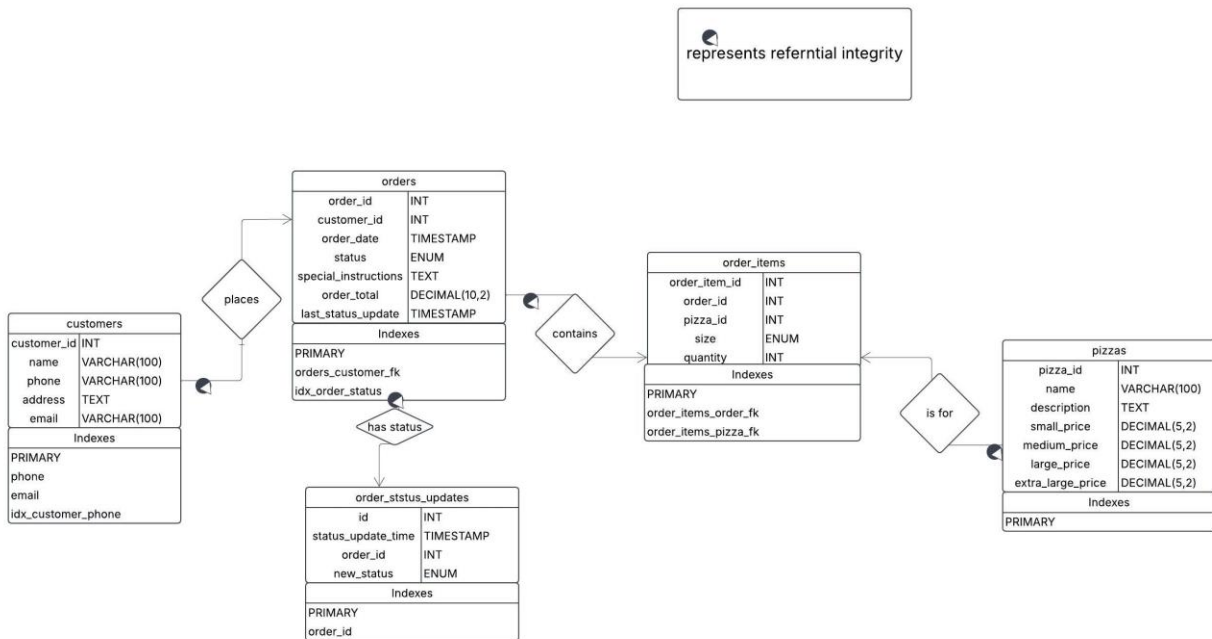 represents referntial integrity
orders
order_id INT
customer_id INT
order_date TIMESTAMP
status ENUM
special_instructions TEXT
order_total DECIMAL(10,2)
last_status_update TIMESTAMP
Indexes
PRIMARY
orders_customer_fk
idx_order_status
places
customers
customer_id INT
name VARCHAR(100)
phone VARCHAR(100)
address TEXT
email VARCHAR(100)
Indexes
PRIMARY
phone
email
idx_customer_phone
contains
order_items
order_item_id INT
order_id INT
pizza_id INT
size ENUM
quantity INT
Indexes
PRIMARY
order_items_order_fk
order_items_pizza_fk
is for
pizzas
pizza_id INT
name VARCHAR(100)
description TEXT
small_price DECIMAL(5,2)
medium_price DECIMAL(5,2)
large_price DECIMAL(5,2)
extra_large_price DECIMAL(5,2)
Indexes
PRIMARY
has status
order_ststus_updates
id INT
status_update_time TIMESTAMP
order_id INT
new_status ENUM
Indexes
PRIMARY
order_id